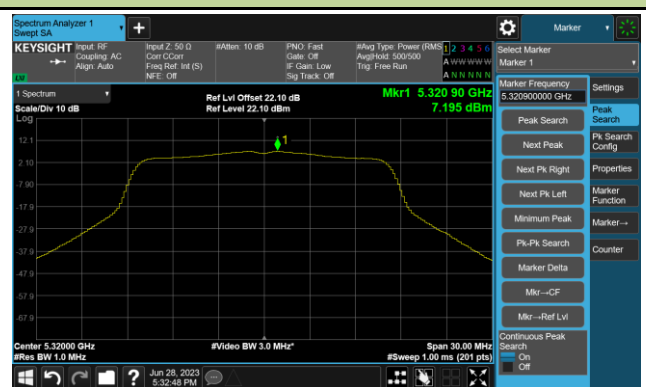 Spectrum Analyzer 1
Swept SA
Marker
KEYSIGHT
Input: RF
Coupling: AC
Align: Auto
Input Z: 50 Ω
Corr CCorr
Freq Ref: Int (S)
NFE: Off
#Atten: 10 dB
PNO: Fast
Gate: Off
IF Gain: Low
Sig Track: Off
#Avg Type: Power (RMS
Avg|Hold: 500/500
Trig: Free Run
1 2 3 4 5 6
A W W W W W
A N N N N N
Select Marker
Marker 1
LXI
1 Spectrum
Scale/Div 10 dB
Log
Ref Lvl Offset 22.10 dB
Ref Level 22.10 dBm
Mkr1 5.320 90 GHz
7.195 dBm
1
12.1
2.10
-7.90
-17.9
-27.9
-37.9
-47.9
-57.9
-67.9
Center 5.32000 GHz
#Res BW 1.0 MHz
#Video BW 3.0 MHz*
Span 30.00 MHz
#Sweep 1.00 ms (201 pts)
Marker Frequency
5.320900000 GHz
Peak Search
Next Peak
Next Pk Right
Next Pk Left
Minimum Peak
Pk-Pk Search
Marker Delta
Mkr→CF
Mkr→Ref Lvl
Continuous Peak
Search
On
Off
Settings
Peak
Search
Pk Search
Config
Properties
Marker
Function
Marker→
Counter
?
Jun 28, 2023
5:32:48 PM